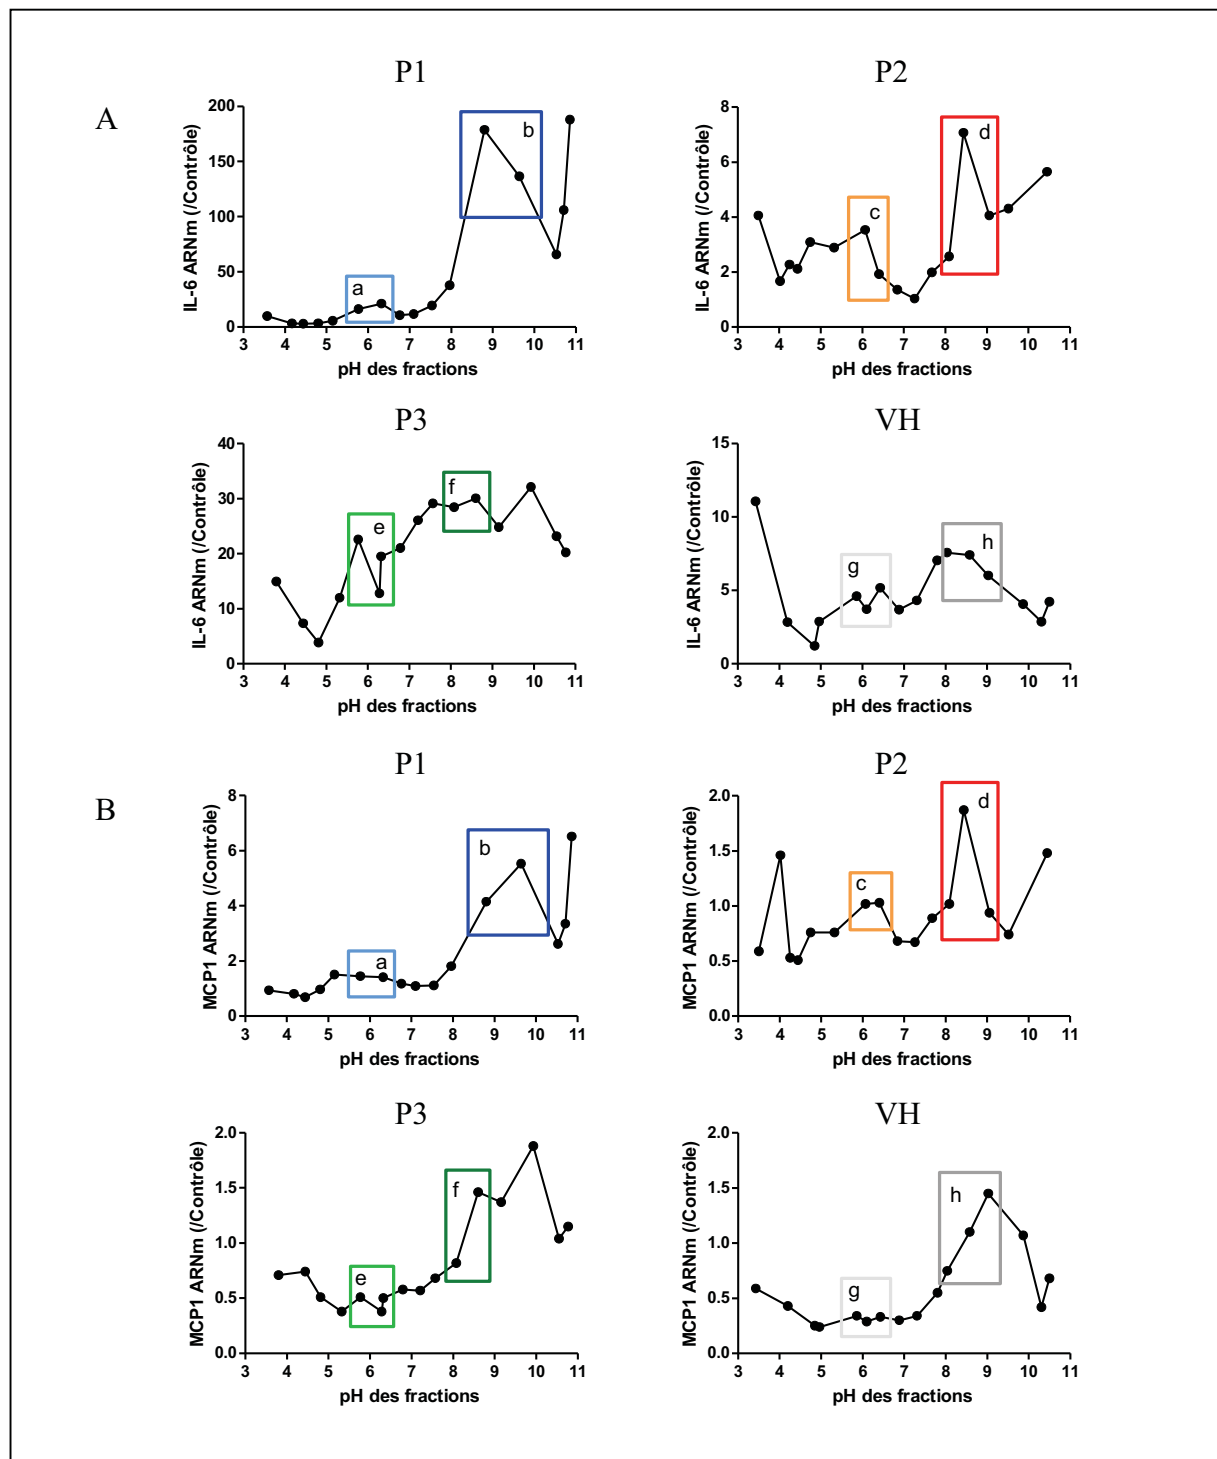 A
P1
IL-6 ARNm (/Contrôle)
200
150
100
50
0
a
b
3 4 5 6 7 8 9 10 11
pH des fractions
P2
IL-6 ARNm (/Contrôle)
8
6
4
2
0
c
d
3 4 5 6 7 8 9 10 11
pH des fractions
P3
IL-6 ARNm (/Contrôle)
40
30
20
10
0
e
f
3 4 5 6 7 8 9 10 11
pH des fractions
VH
IL-6 ARNm (/Contrôle)
15
10
5
0
g
h
3 4 5 6 7 8 9 10 11
pH des fractions
B
P1
MCP1 ARNm (/Contrôle)
8
6
4
2
0
a
b
3 4 5 6 7 8 9 10 11
pH des fractions
P2
MCP1 ARNm (/Contrôle)
2.0
1.5
1.0
0.5
0.0
c
d
3 4 5 6 7 8 9 10 11
pH des fractions
P3
MCP1 ARNm (/Contrôle)
2.0
1.5
1.0
0.5
0.0
e
f
3 4 5 6 7 8 9 10 11
pH des fractions
VH
MCP1 ARNm (/Contrôle)
2.0
1.5
1.0
0.5
0.0
g
h
3 4 5 6 7 8 9 10 11
pH des fractions